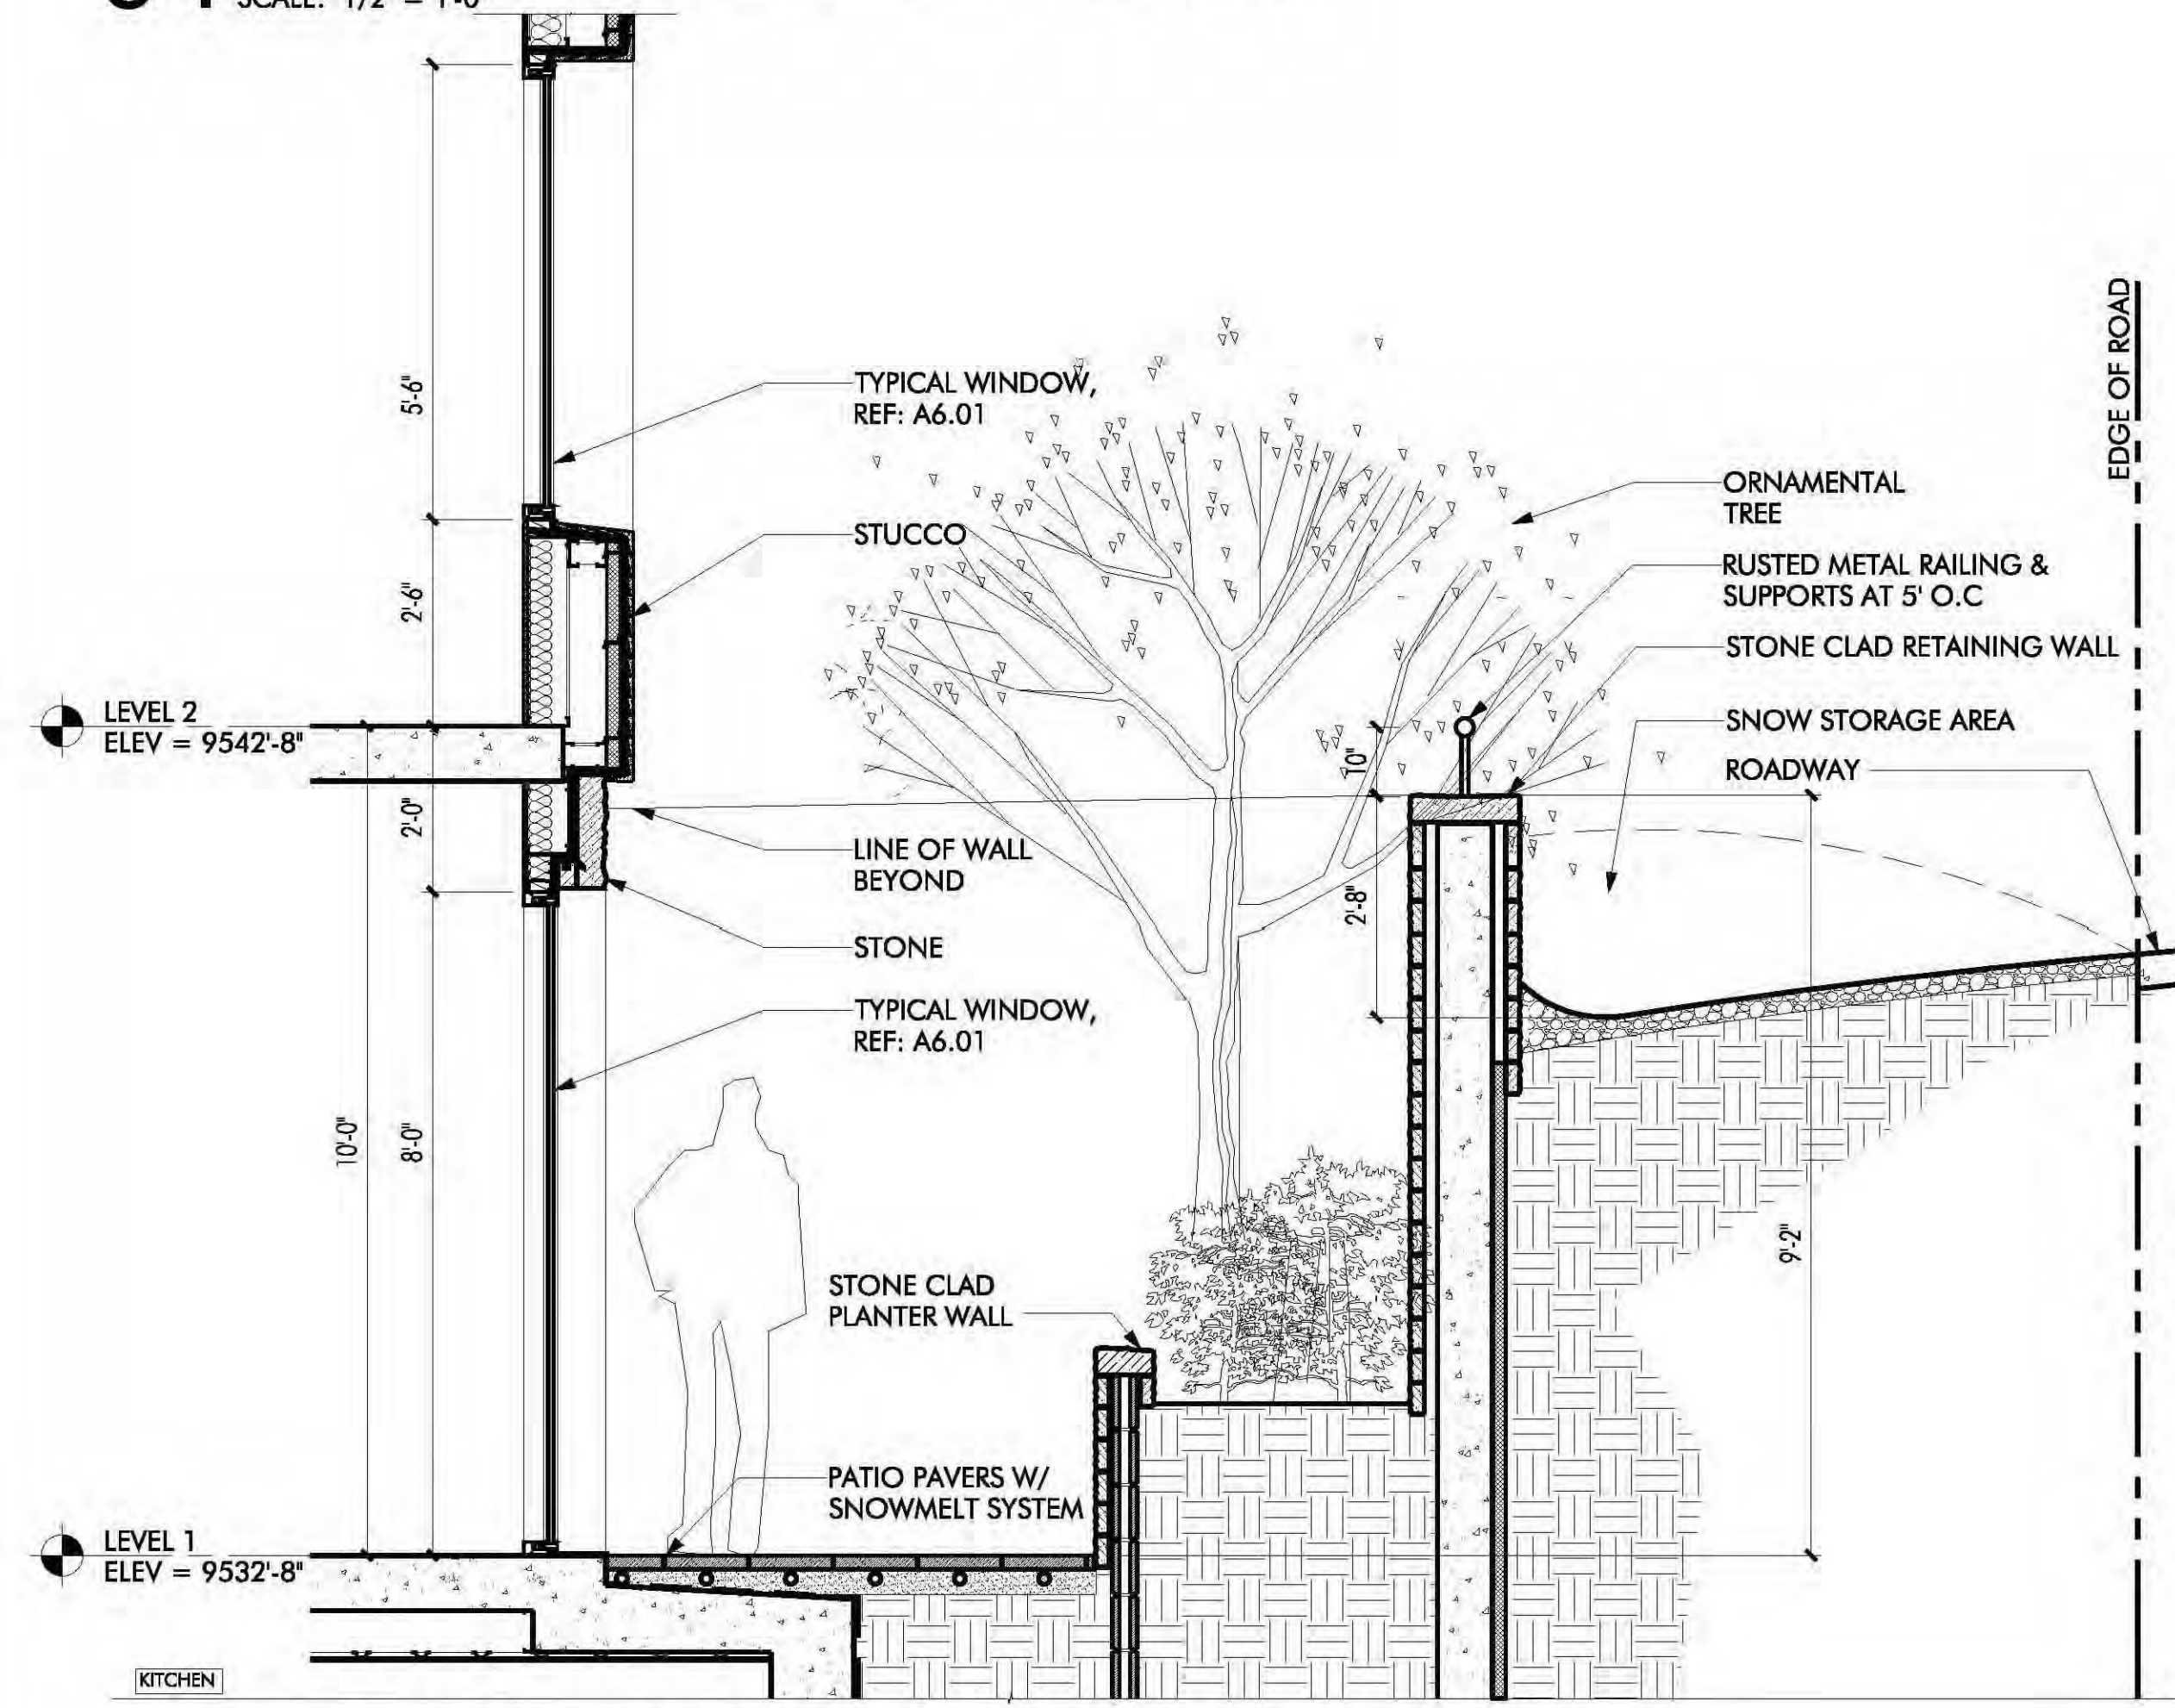 SCALE: 1/2" = 1'-0"
EDGE OF ROAD
5'-6"
TYPICAL WINDOW,
REF: A6.01
ORNAMENTAL
TREE
STUCCO
2'-6"
RUSTED METAL RAILING &
SUPPORTS AT 5' O.C
STONE CLAD RETAINING WALL
LEVEL 2
ELEV = 9542'-8"
SNOW STORAGE AREA
10"
ROADWAY
2'-0"
LINE OF WALL
BEYOND
2'-8"
STONE
TYPICAL WINDOW,
REF: A6.01
10'-0"
8'-0"
9'-2"
STONE CLAD
PLANTER WALL
PATIO PAVERS W/
SNOWMELT SYSTEM
LEVEL 1
ELEV = 9532'-8"
KITCHEN